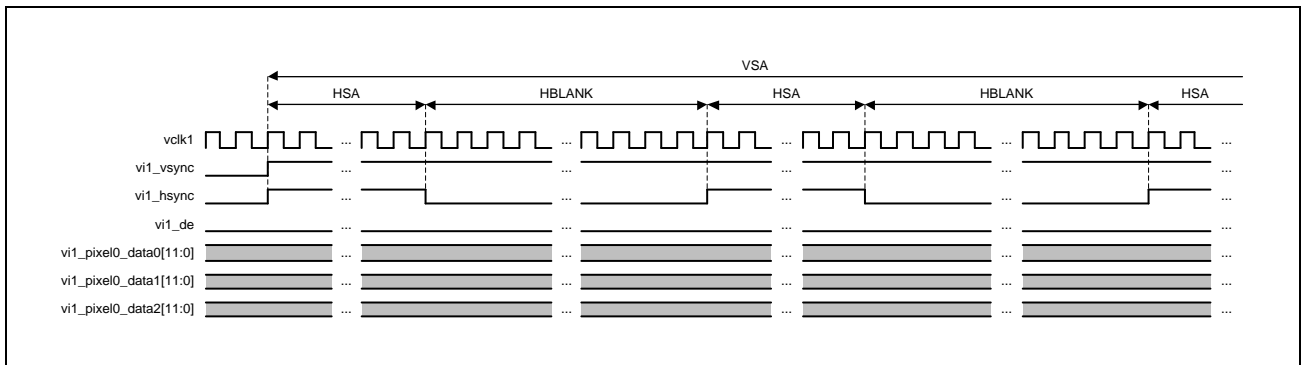 VSA
HSA HBLANK HSA HBLANK HSA
vclk1 ... ... ... ... ...
vi1_vsync ... ... ... ... ...
vi1_hsync ... ... ... ... ...
vi1_de ... ... ... ... ...
vi1_pixel0_data0[11:0] ... ... ... ... ...
vi1_pixel0_data1[11:0] ... ... ... ... ...
vi1_pixel0_data2[11:0] ... ... ... ... ...